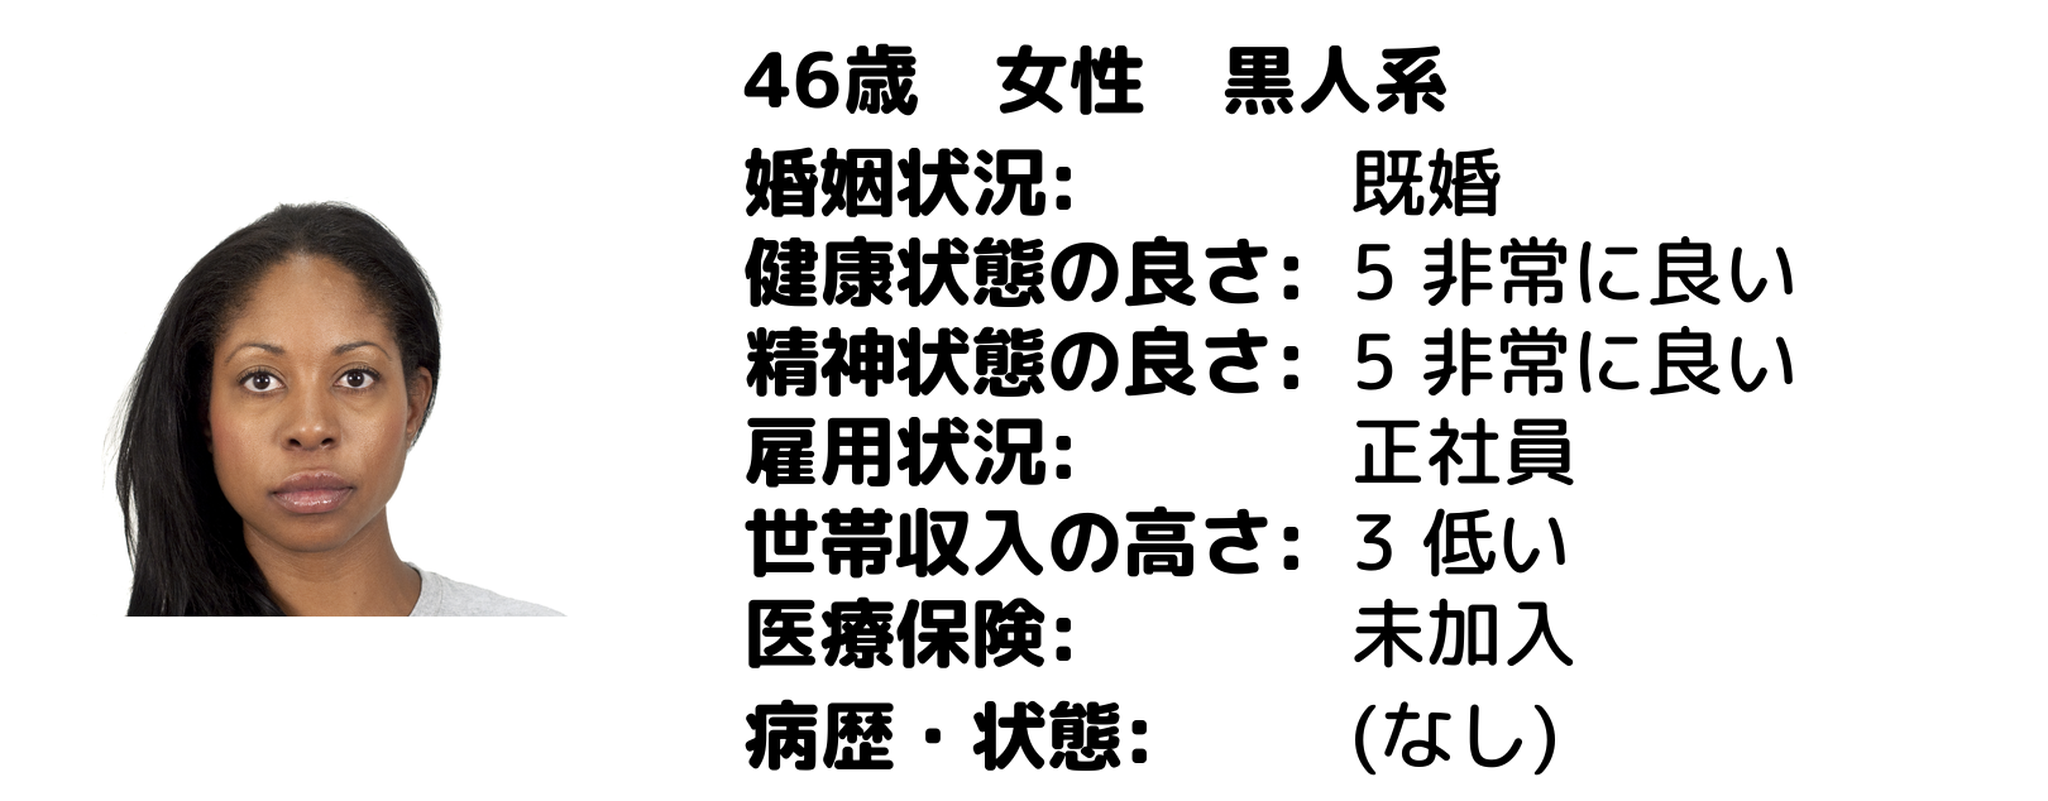 46歳　女性　黒人系
婚姻状況: 既婚
健康状態の良さ: 5 非常に良い
精神状態の良さ: 5 非常に良い
雇用状況: 正社員
世帯収入の高さ: 3 低い
医療保険: 未加入
病歴・状態: (なし)